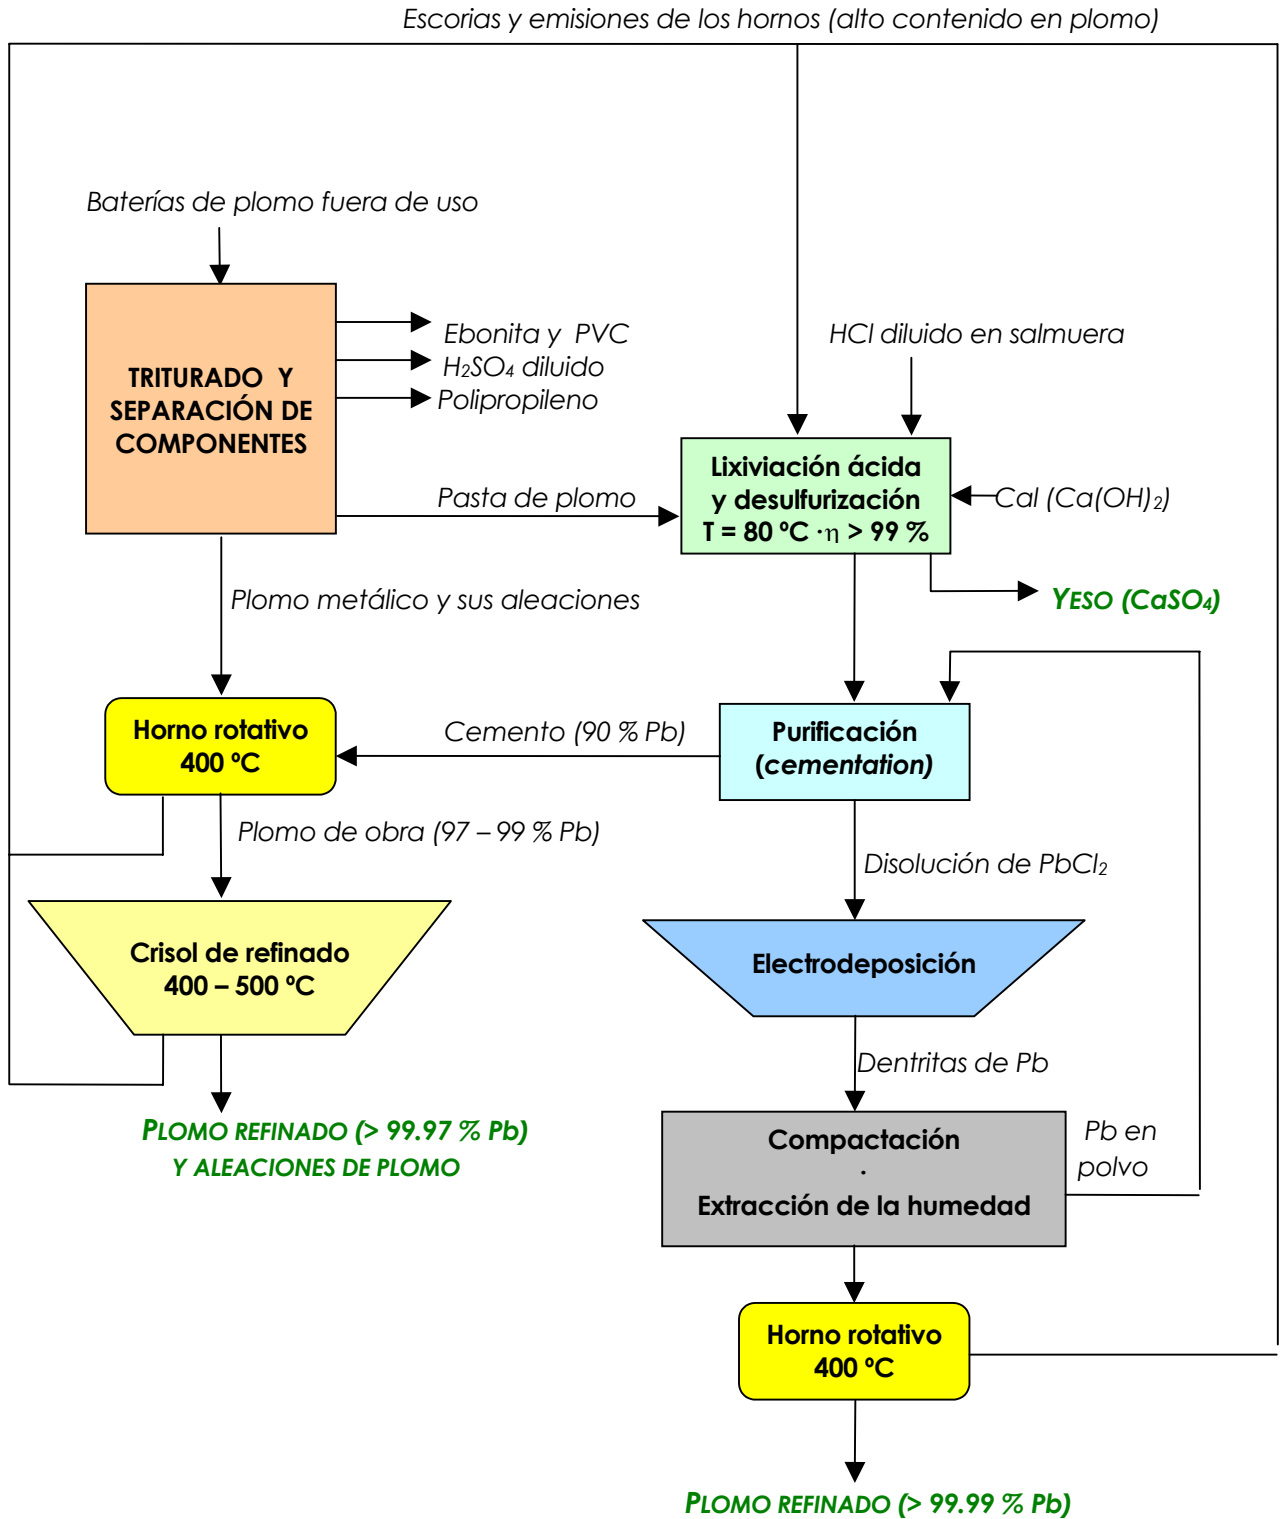 Escorias y emisiones de los hornos (alto contenido en plomo)
Baterías de plomo fuera de uso
TRITURADO Y
SEPARACIÓN DE
COMPONENTES
Ebonita y PVC
H₂SO₄ diluido
Polipropileno
HCl diluido en salmuera
Pasta de plomo
Lixiviación ácida
y desulfurización
T = 80 ºC ·η > 99 %
Cal (Ca(OH)₂)
Plomo metálico y sus aleaciones
YESO (CaSO₄)
Horno rotativo
400 ºC
Cemento (90 % Pb)
Purificación
(cementation)
Plomo de obra (97 – 99 % Pb)
Disolución de PbCl₂
Crisol de refinado
400 – 500 ºC
Electrodeposición
Dentritas de Pb
PLOMO REFINADO (> 99.97 % Pb)
Y ALEACIONES DE PLOMO
Compactación
·
Extracción de la humedad
Pb en
polvo
Horno rotativo
400 ºC
PLOMO REFINADO (> 99.99 % Pb)